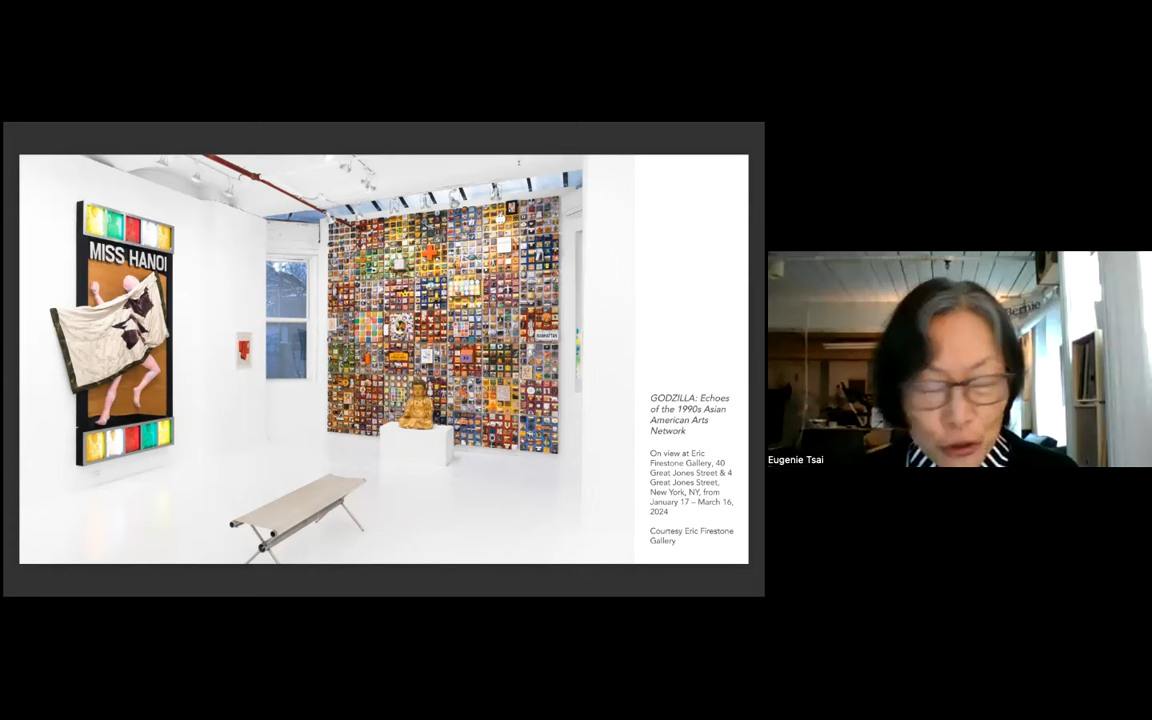 MISS HANOI
MANHATTAN
GODZILLA: Echoes
of the 1990s Asian
American Arts
Network
On view at Eric
Firestone Gallery, 40
Great Jones Street & 4
Great Jones Street,
New York, NY, from
January 17 – March 16,
2024
Courtesy Eric Firestone
Gallery
Bernie
Eugenie Tsai